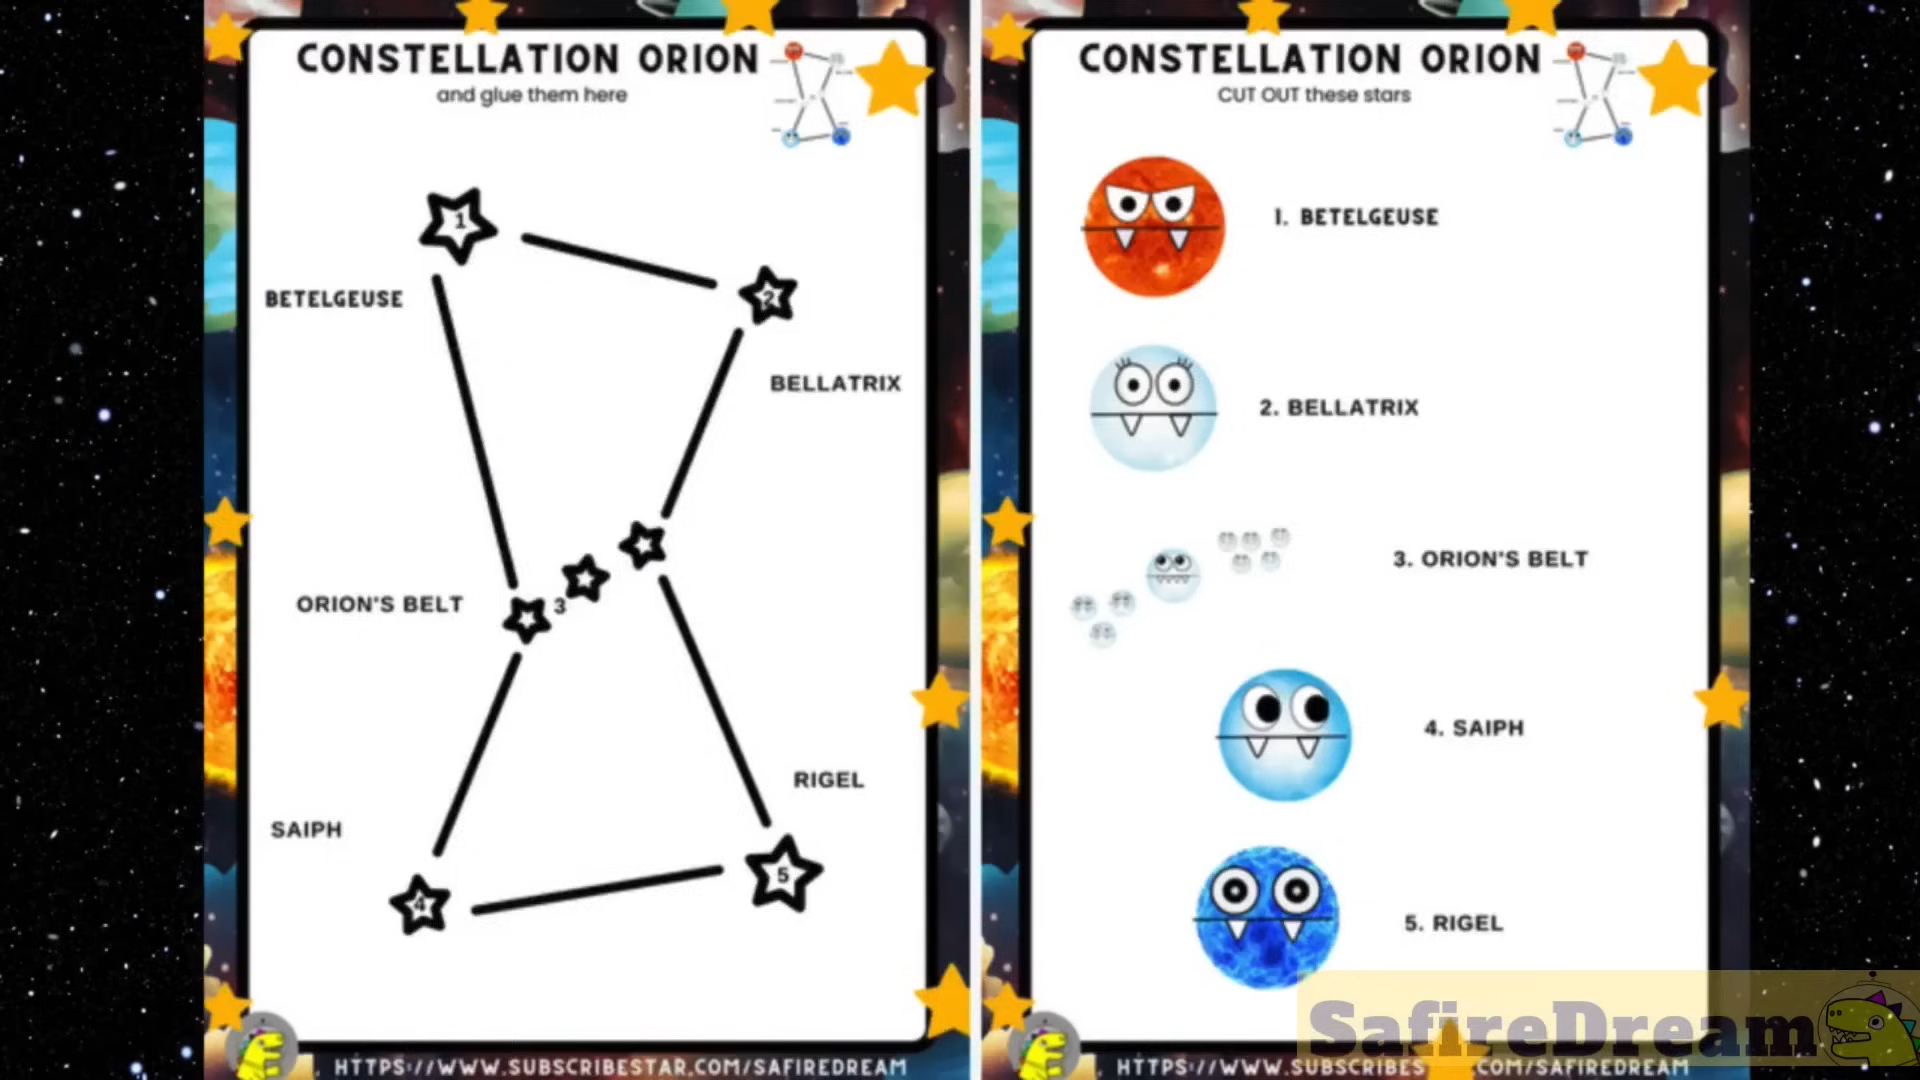 CONSTELLATION ORION
and glue them here
1
2
BETELGEUSE
BELLATRIX
ORION'S BELT
3
RIGEL
SAIPH
4
5
HTTPS://WWW.SUBSCRIBESTAR.COM/SAFIREDREAM
CONSTELLATION ORION
CUT OUT these stars
1. BETELGEUSE
2. BELLATRIX
3. ORION'S BELT
4. SAIPH
5. RIGEL
SafireDream
HTTPS://WWW.SUBSCRIBES .COM/SAFIREDREAM